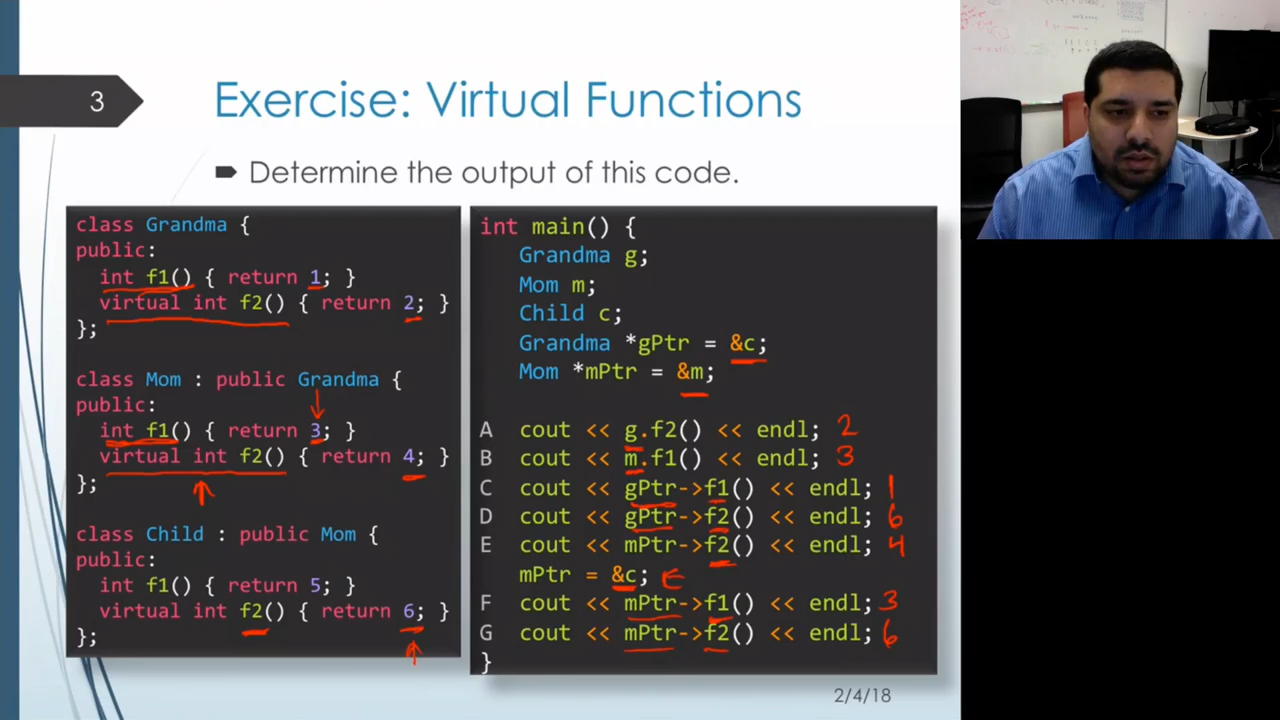 3
Exercise: Virtual Functions
Determine the output of this code.
class Grandma {
public:
int f1() { return 1; }
virtual int f2() { return 2; }
};
class Mom : public Grandma {
public:
int f1() { return 3; }
virtual int f2() { return 4; }
};
class Child : public Mom {
public:
int f1() { return 5; }
virtual int f2() { return 6; }
};
int main() {
Grandma g;
Mom m;
Child c;
Grandma *gPtr = &c;
Mom *mPtr = &m;
A cout << g.f2() << endl; 2
B cout << m.f1() << endl; 3
C cout << gPtr->f1() << endl; 1
D cout << gPtr->f2() << endl; 6
E cout << mPtr->f2() << endl; 4
mPtr = &c;
F cout << mPtr->f1() << endl; 3
G cout << mPtr->f2() << endl; 6
}
2/4/18